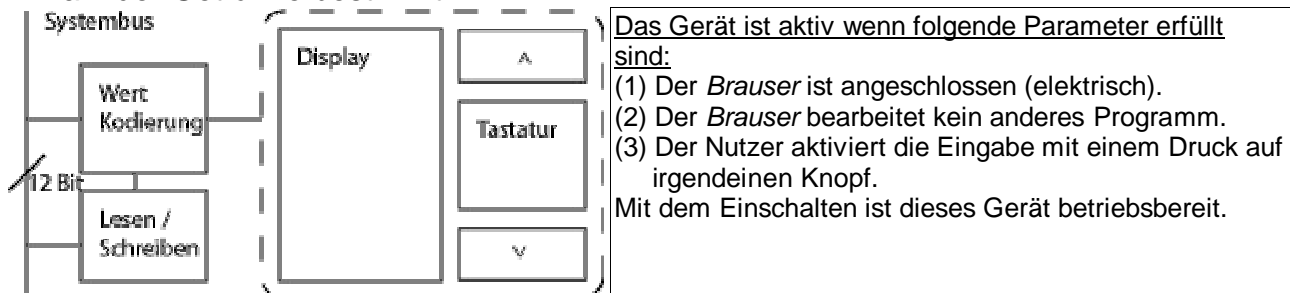 Systembus
Display
^
Wert
Kodierung
Tastatur
12 Bit
Lesen /
Schreiben
v
Das Gerät ist aktiv wenn folgende Parameter erfüllt
sind:
(1) Der Brauser ist angeschlossen (elektrisch).
(2) Der Brauser bearbeitet kein anderes Programm.
(3) Der Nutzer aktiviert die Eingabe mit einem Druck auf
irgendeinen Knopf.
Mit dem Einschalten ist dieses Gerät betriebsbereit.